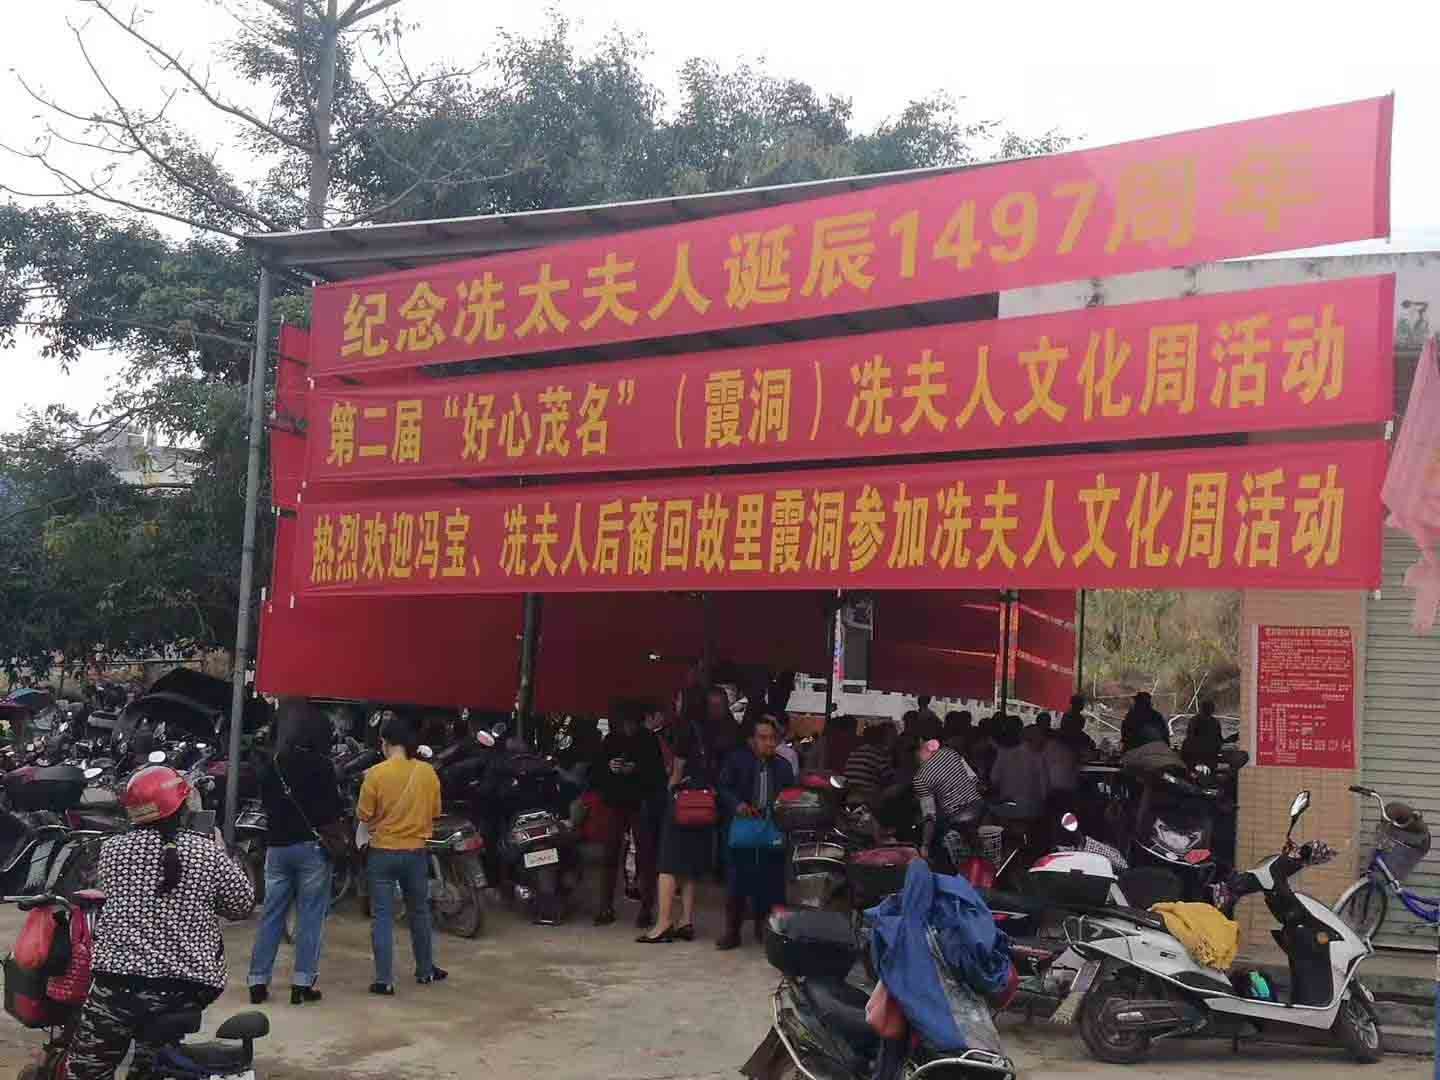 纪念冼太夫人诞辰1497周年
第二届“好心茂名”（霞洞）冼夫人文化周活动
热烈欢迎冯宝、冼夫人后裔回故里霞洞参加冼夫人文化周活动